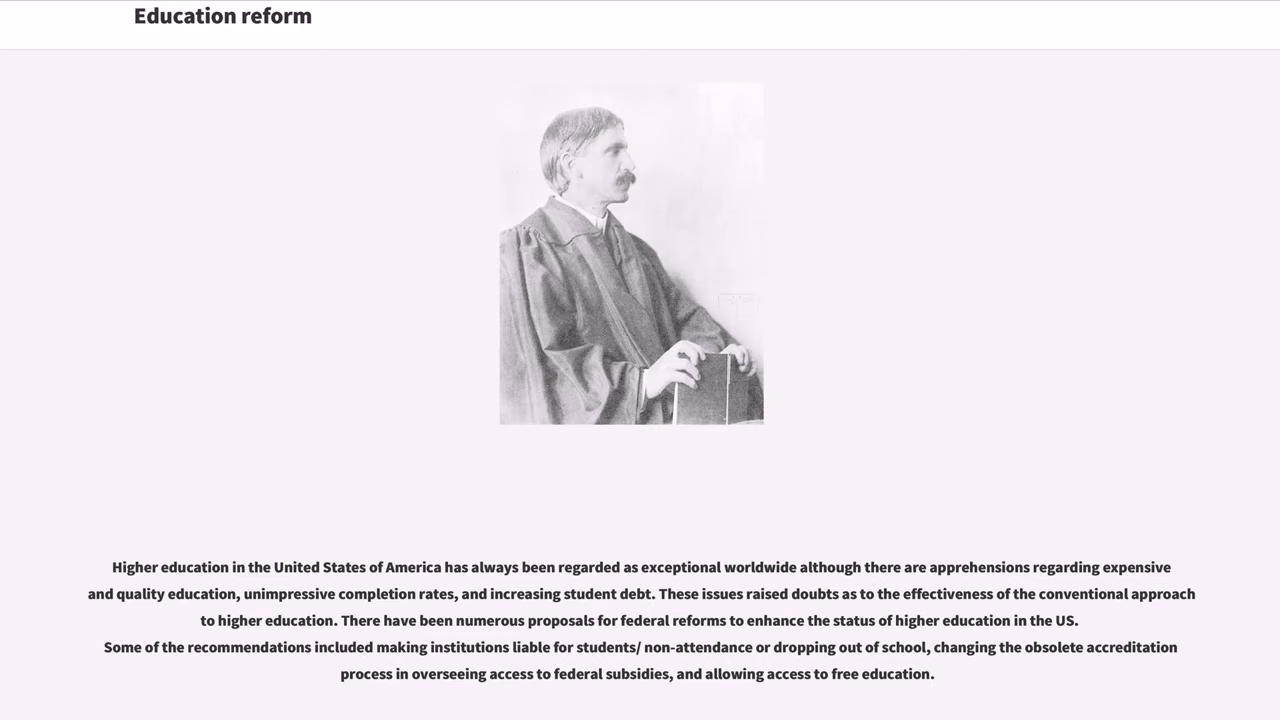 Education reform
Higher education in the United States of America has always been regarded as exceptional worldwide although there are apprehensions regarding expensive
and quality education, unimpressive completion rates, and increasing student debt. These issues raised doubts as to the effectiveness of the conventional approach
to higher education. There have been numerous proposals for federal reforms to enhance the status of higher education in the US.
Some of the recommendations included making institutions liable for students/ non-attendance or dropping out of school, changing the obsolete accreditation
process in overseeing access to federal subsidies, and allowing access to free education.